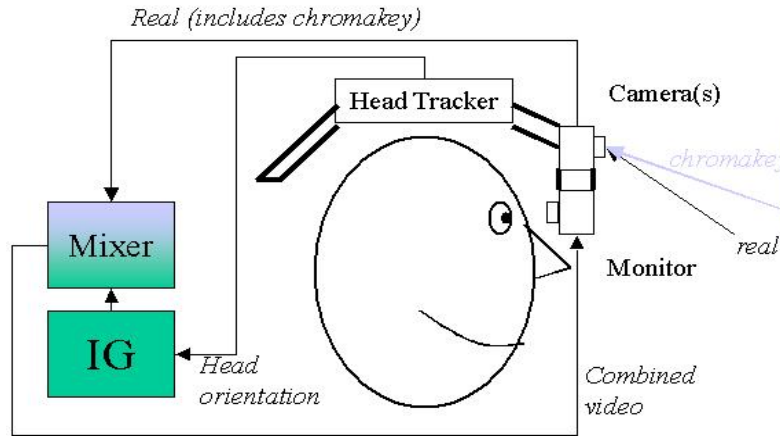 Real (includes chromakey)
Head Tracker
Camera(s)
chromakey
real
Mixer
Monitor
IG
Head
orientation
Combined
video